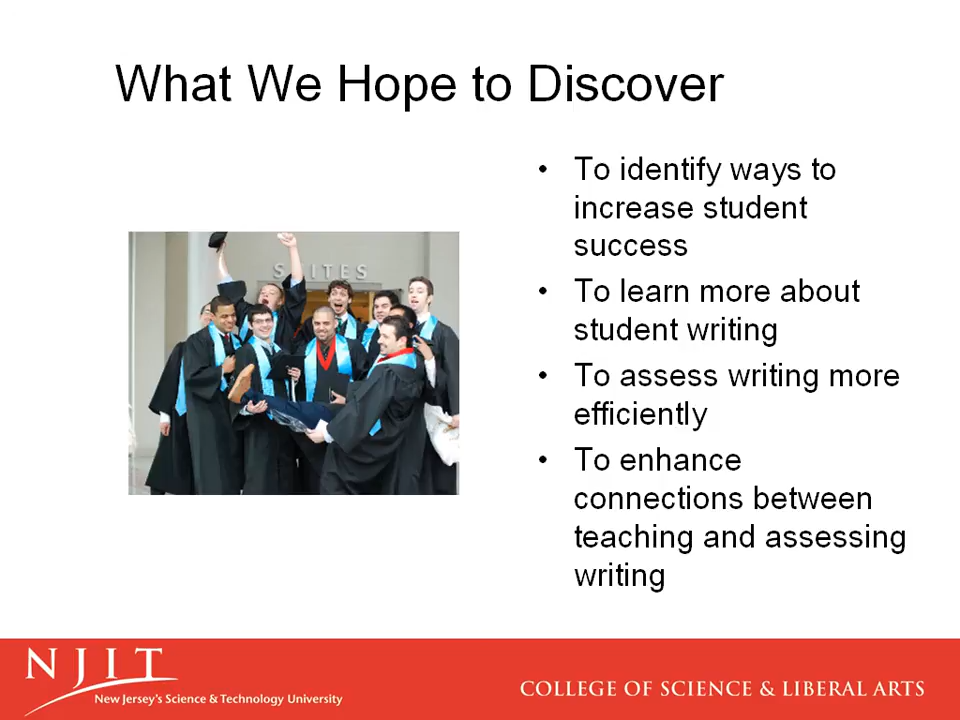 What We Hope to Discover
SUITES
• To identify ways to
increase student
success
• To learn more about
student writing
• To assess writing more
efficiently
• To enhance
connections between
teaching and assessing
writing
NJIT
New Jersey's Science & Technology University
COLLEGE OF SCIENCE & LIBERAL ARTS